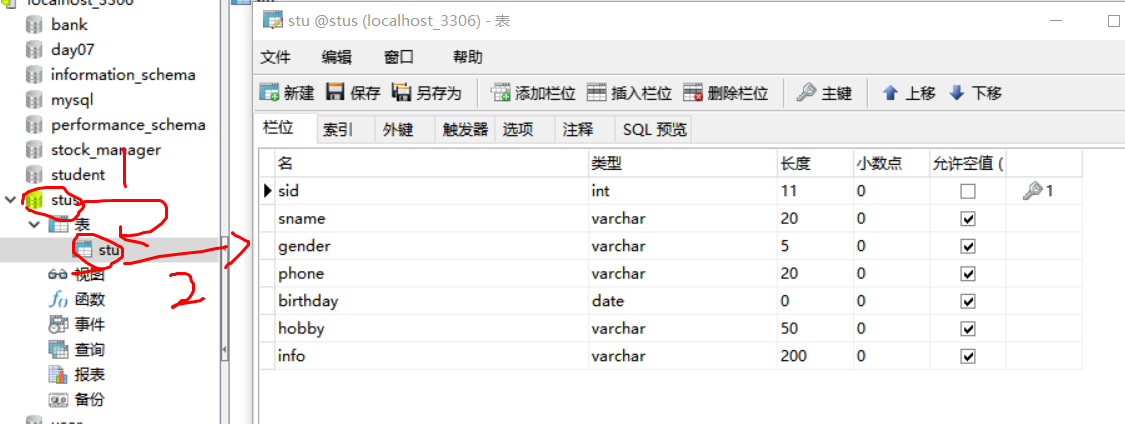 localhost_3306
bank
day07
information_schema
mysql
performance_schema
stock_manager
student
stus
表
stu
视图
函数
事件
查询
报表
备份
1
2
stu @stus (localhost_3306) - 表
文件 编辑 窗口 帮助
新建 保存 另存为 添加栏位 插入栏位 删除栏位 主键 上移 下移
栏位 索引 外键 触发器 选项 注释 SQL 预览
名 类型 长度 小数点 允许空值 (
sid int 11 0 1
sname varchar 20 0
gender varchar 5 0
phone varchar 20 0
birthday date 0 0
hobby varchar 50 0
info varchar 200 0